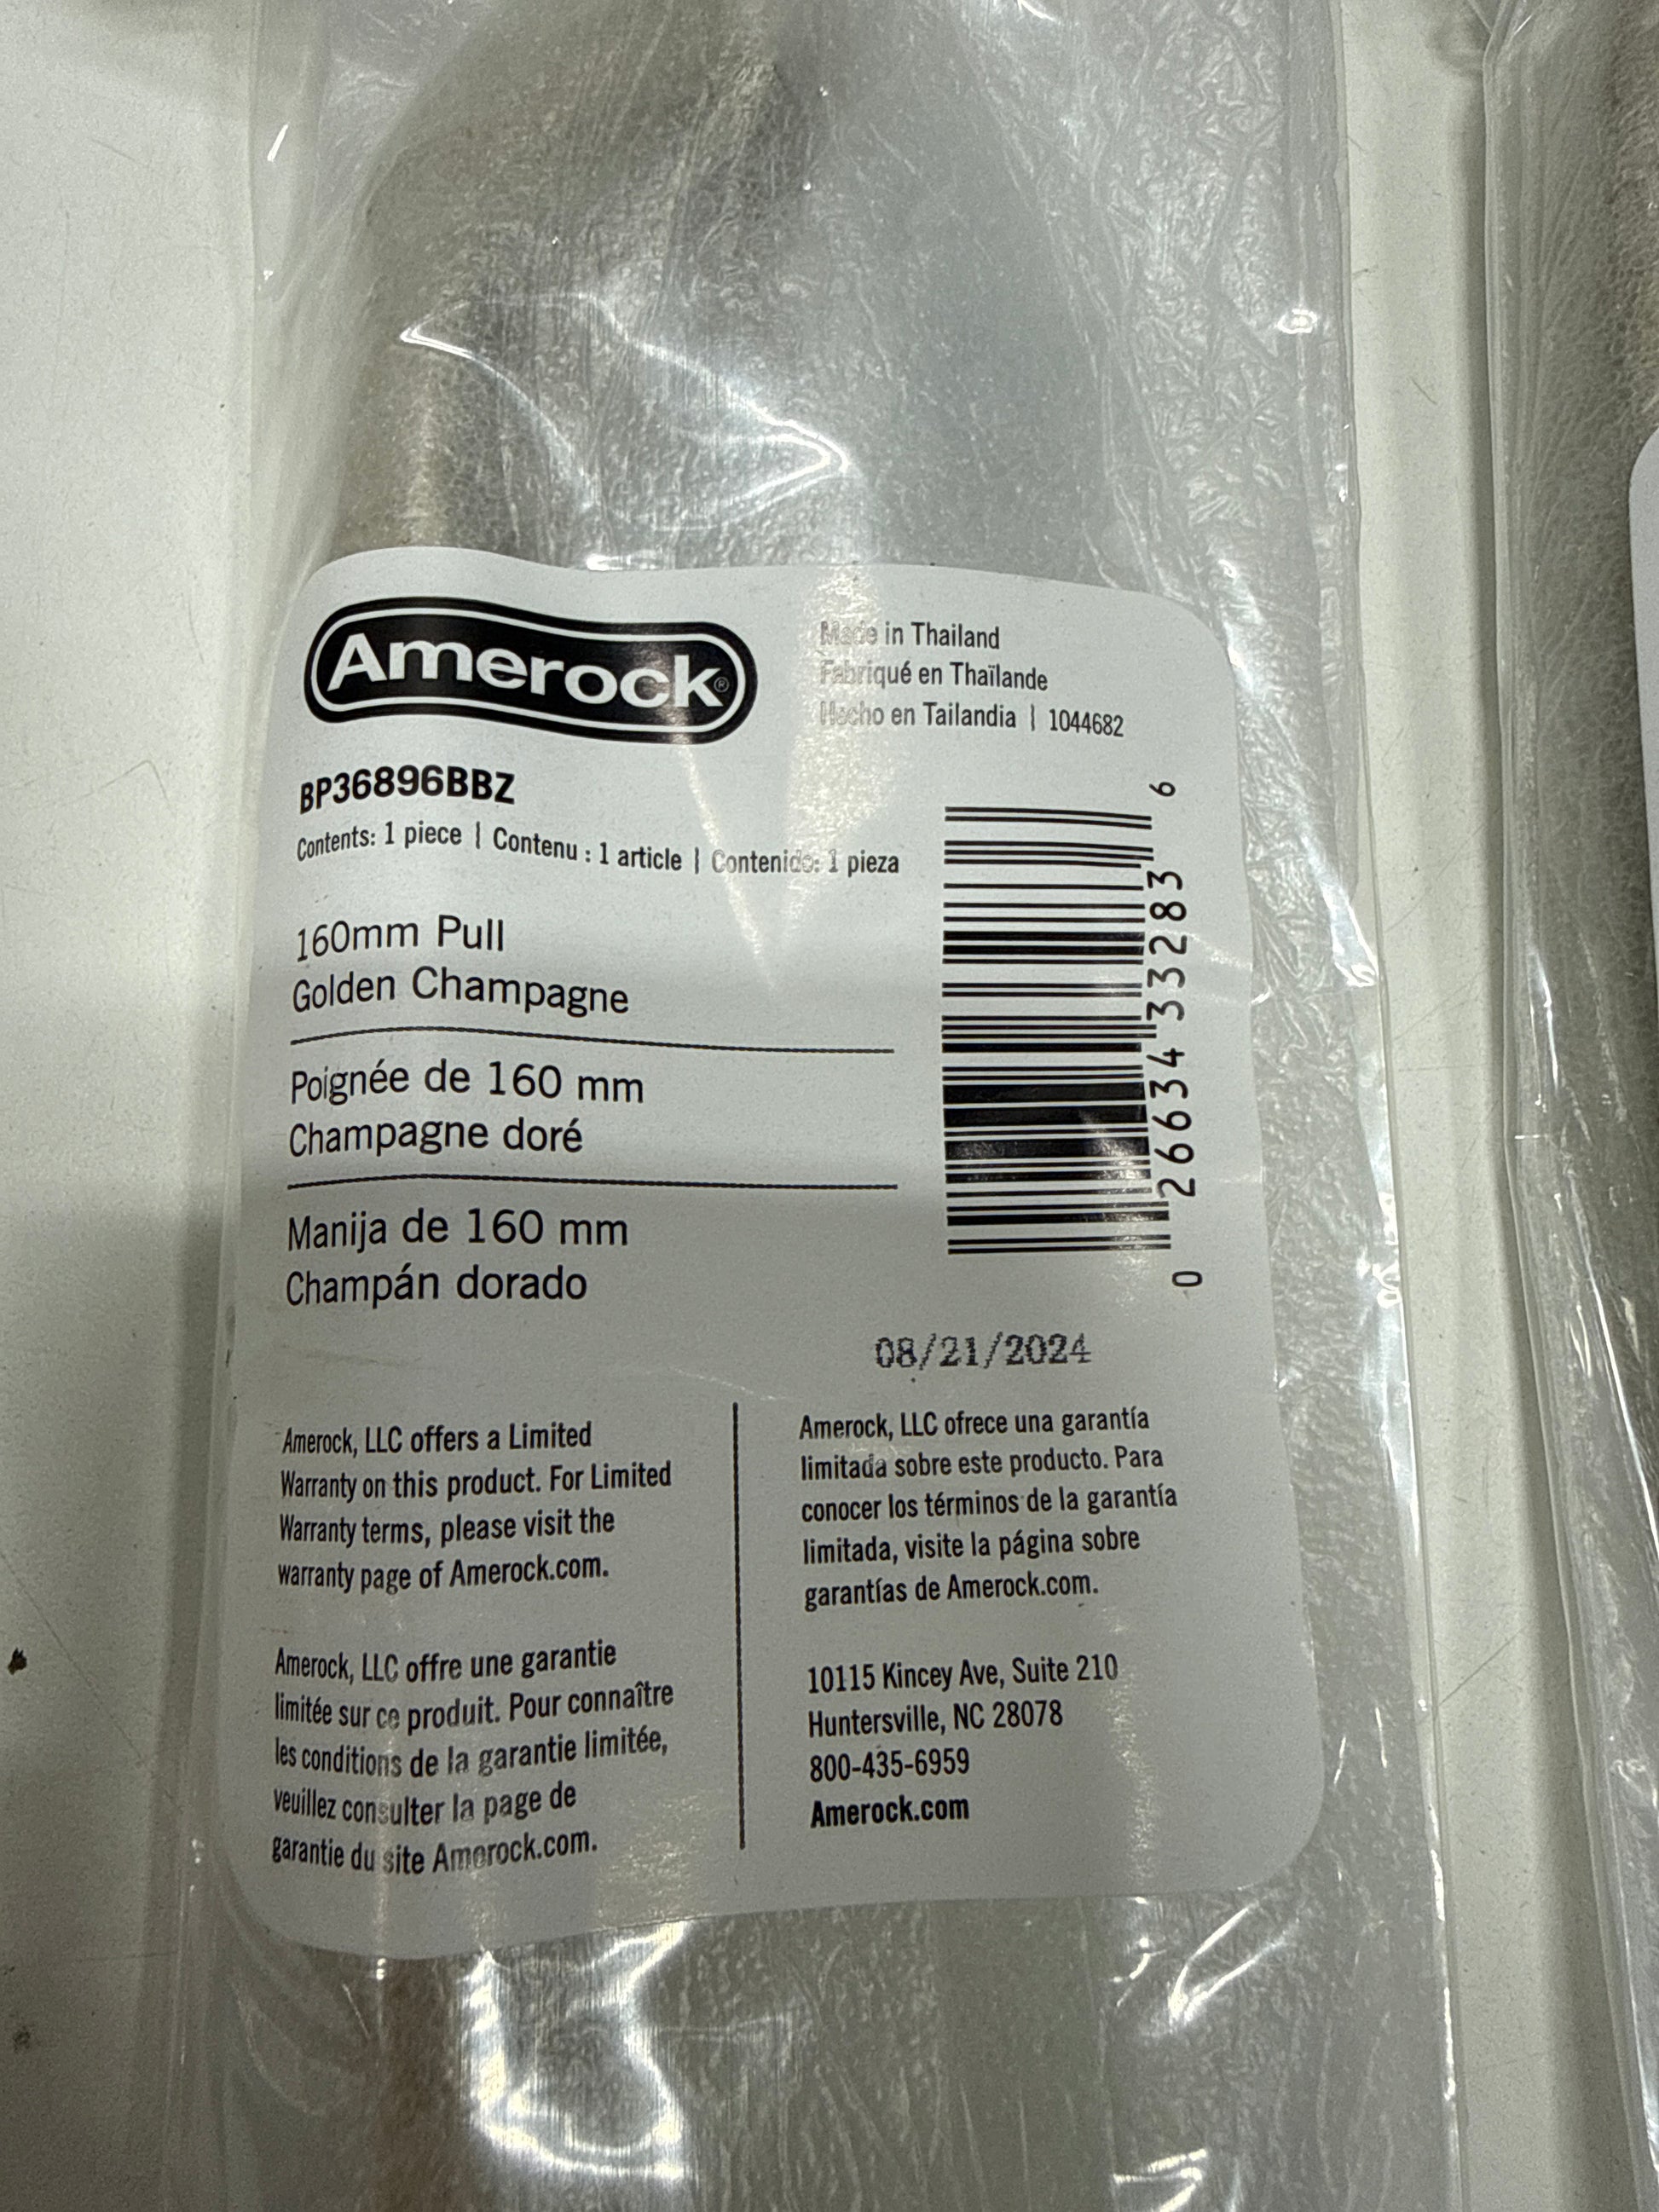 Amerock®
Made in Thailand
Fabriqué en Thaïlande
Hecho en Tailandia | 1044682
BP36896BBZ
Contents: 1 piece | Contenu : 1 article | Contenido: 1 pieza
160mm Pull
Golden Champagne
Poignée de 160 mm
Champagne doré
Manija de 160 mm
Champán dorado
0 26634 33283 6
08/21/2024
Amerock, LLC offers a Limited
Warranty on this product. For Limited
Warranty terms, please visit the
warranty page of Amerock.com.
Amerock, LLC offre une garantie
limitée sur ce produit. Pour connaître
les conditions de la garantie limitée,
veuillez consulter la page de
garantie du site Amerock.com.
Amerock, LLC ofrece una garantía
limitada sobre este producto. Para
conocer los términos de la garantía
limitada, visite la página sobre
garantías de Amerock.com.
10115 Kincey Ave, Suite 210
Huntersville, NC 28078
800-435-6959
Amerock.com